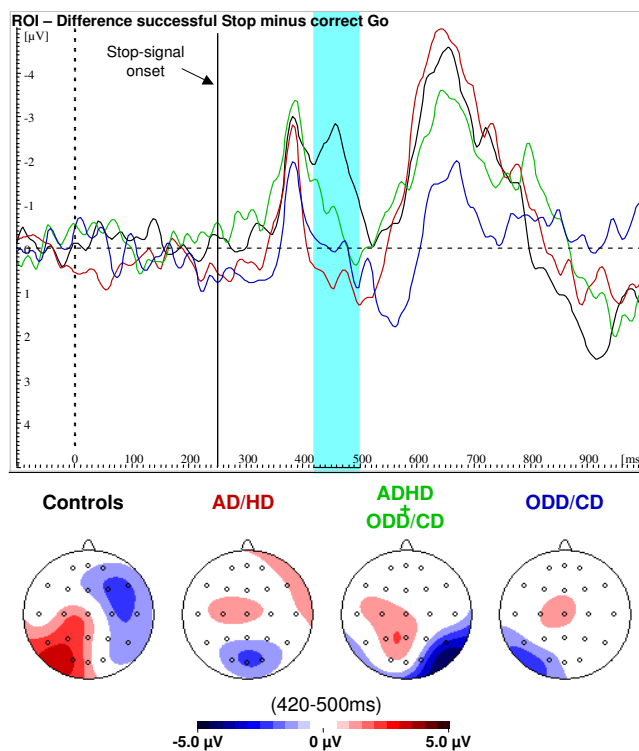 ROI – Difference successful Stop minus correct Go
[µV]
Stop-signal
onset
-4
-3
-2
-1
0
1
2
3
4
0 100 200 300 400 500 600 700 800 900 [ms
Controls AD/HD ADHD + ODD/CD ODD/CD
(420-500ms)
-5.0 µV 0 µV 5.0 µV